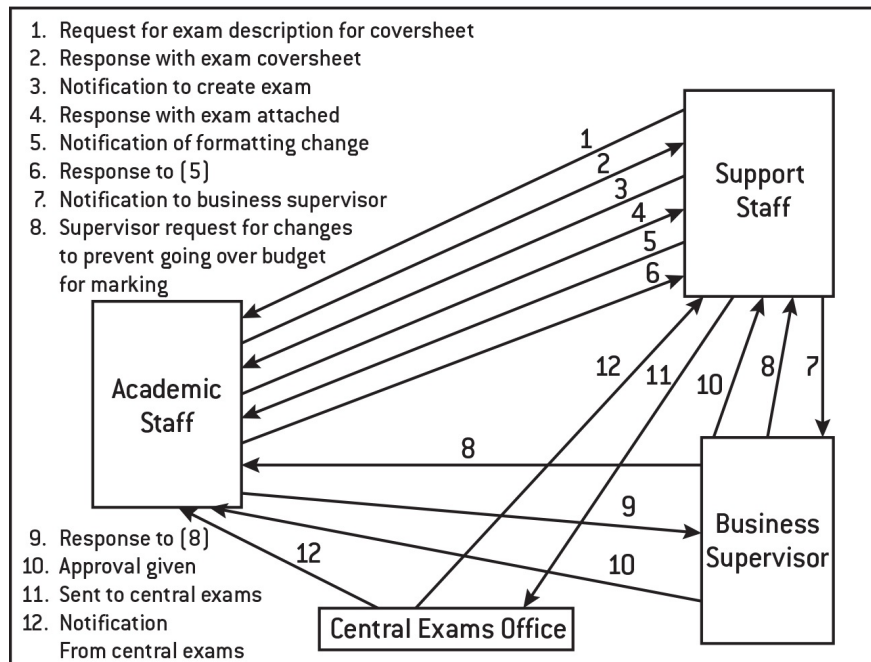 1. Request for exam description for coversheet
2. Response with exam coversheet
3. Notification to create exam
4. Response with exam attached
5. Notification of formatting change
6. Response to (5)
7. Notification to business supervisor
8. Supervisor request for changes
to prevent going over budget
for marking
1
2
3
4
5
6
Support
Staff
Academic
Staff
12
11
10
8
7
8
9
10
12
Business
Supervisor
Central Exams Office
9. Response to (8)
10. Approval given
11. Sent to central exams
12. Notification
From central exams